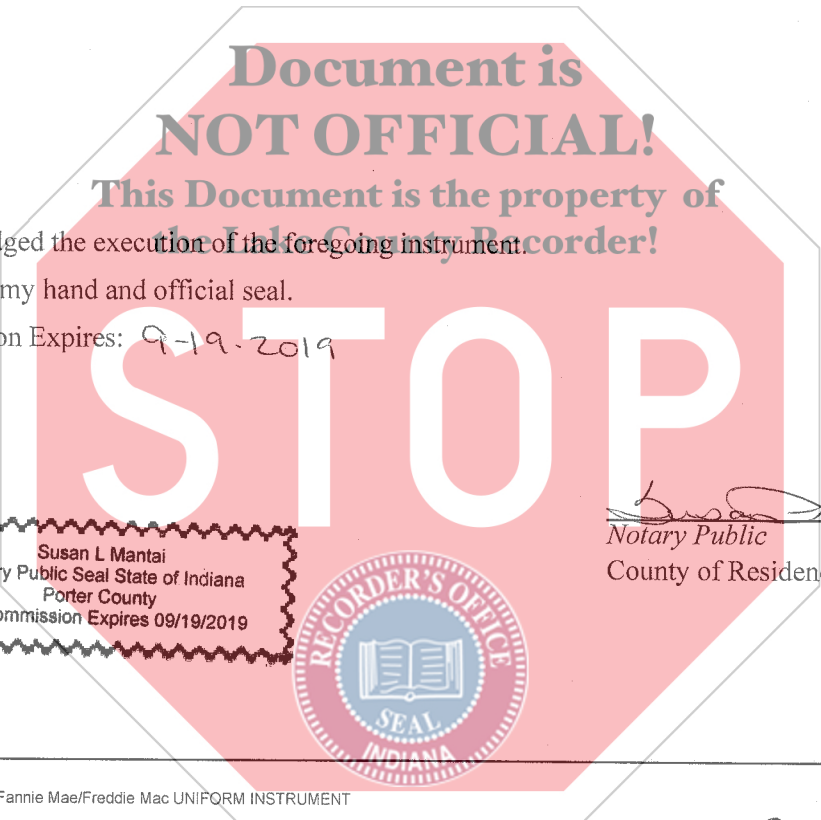 Document is
NOT OFFICIAL!
This Document is the property of
the Lake County Recorder!
dged the execution of the foregoing instrument.
my hand and official seal.
on Expires: 9-19-2019
STOP
Susan
Notary Public
County of Residen
Susan L Mantai
ry Public Seal State of Indiana
Porter County
ommission Expires 09/19/2019
RECORDER'S OFFICE
SEAL
INDIANA
Fannie Mae/Freddie Mac UNIFORM INSTRUMENT